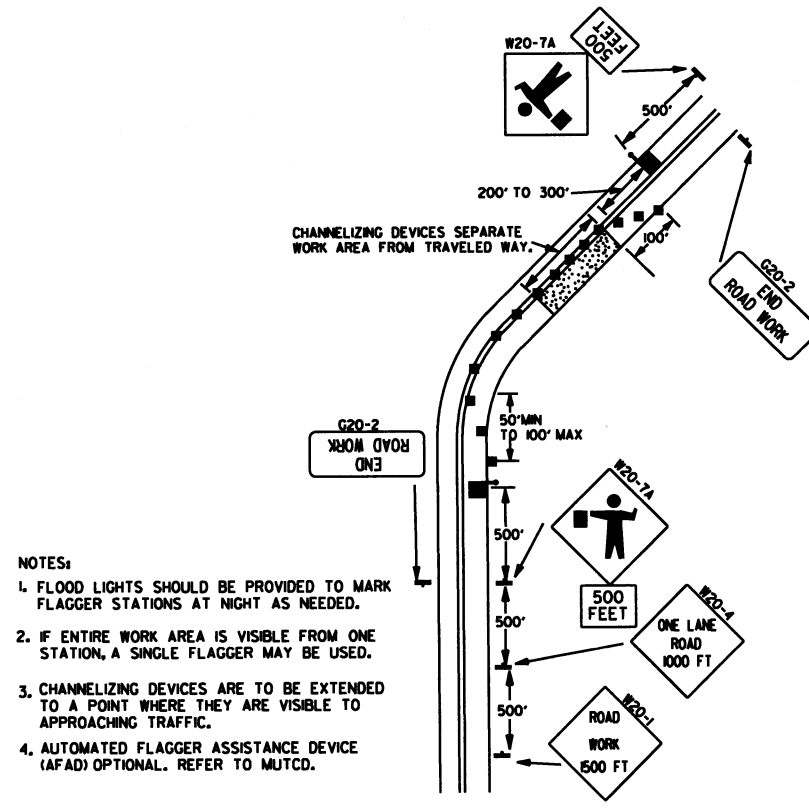 500
FEET
W20-7A
500'
200' TO 300'
CHANNELIZING DEVICES SEPARATE
WORK AREA FROM TRAVELED WAY.
100'
G20-2
END
ROAD WORK
50' MIN
TO 100' MAX
G20-2
END
ROAD WORK
W20-7A
500'
500
FEET
500'
W20-4
ONE LANE
ROAD
1000 FT
500'
W20-1
ROAD
WORK
1500 FT
NOTES:
1. FLOOD LIGHTS SHOULD BE PROVIDED TO MARK
FLAGGER STATIONS AT NIGHT AS NEEDED.
2. IF ENTIRE WORK AREA IS VISIBLE FROM ONE
STATION, A SINGLE FLAGGER MAY BE USED.
3. CHANNELIZING DEVICES ARE TO BE EXTENDED
TO A POINT WHERE THEY ARE VISIBLE TO
APPROACHING TRAFFIC.
4. AUTOMATED FLAGGER ASSISTANCE DEVICE
(AFAD) OPTIONAL. REFER TO MUTCD.